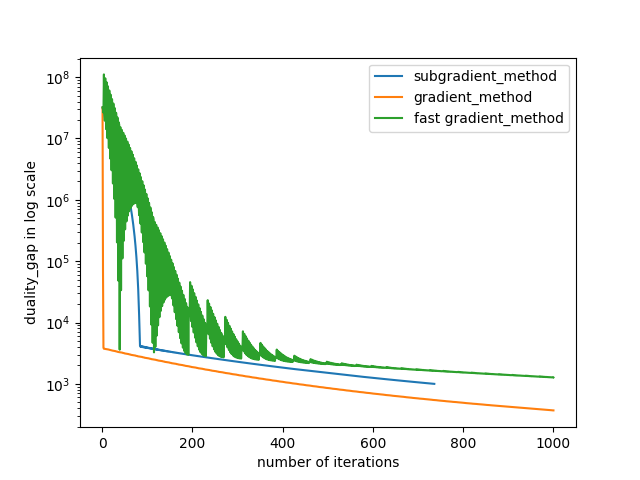 subgradient_method
gradient_method
fast gradient_method
duality_gap in log scale
10^8
10^7
10^6
10^5
10^4
10^3
0 200 400 600 800 1000
number of iterations